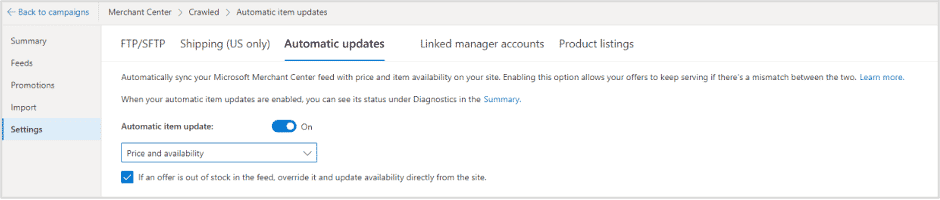 Back to campaigns
Merchant Center > Crawled > Automatic item updates
Summary
Feeds
Promotions
Import
Settings
FTP/SFTP Shipping (US only) Automatic updates Linked manager accounts Product listings
Automatically sync your Microsoft Merchant Center feed with price and item availability on your site. Enabling this option allows your offers to keep serving if there's a mismatch between the two. Learn more.
When your automatic item updates are enabled, you can see its status under Diagnostics in the Summary.
Automatic item update: On
Price and availability
If an offer is out of stock in the feed, override it and update availability directly from the site.